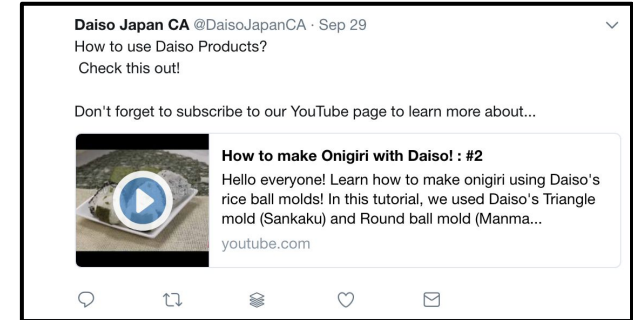 Daiso Japan CA @DaisoJapanCA · Sep 29
How to use Daiso Products?
Check this out!
Don't forget to subscribe to our YouTube page to learn more about...
How to make Onigiri with Daiso! : #2
Hello everyone! Learn how to make onigiri using Daiso's
rice ball molds! In this tutorial, we used Daiso's Triangle
mold (Sankaku) and Round ball mold (Manma...
youtube.com